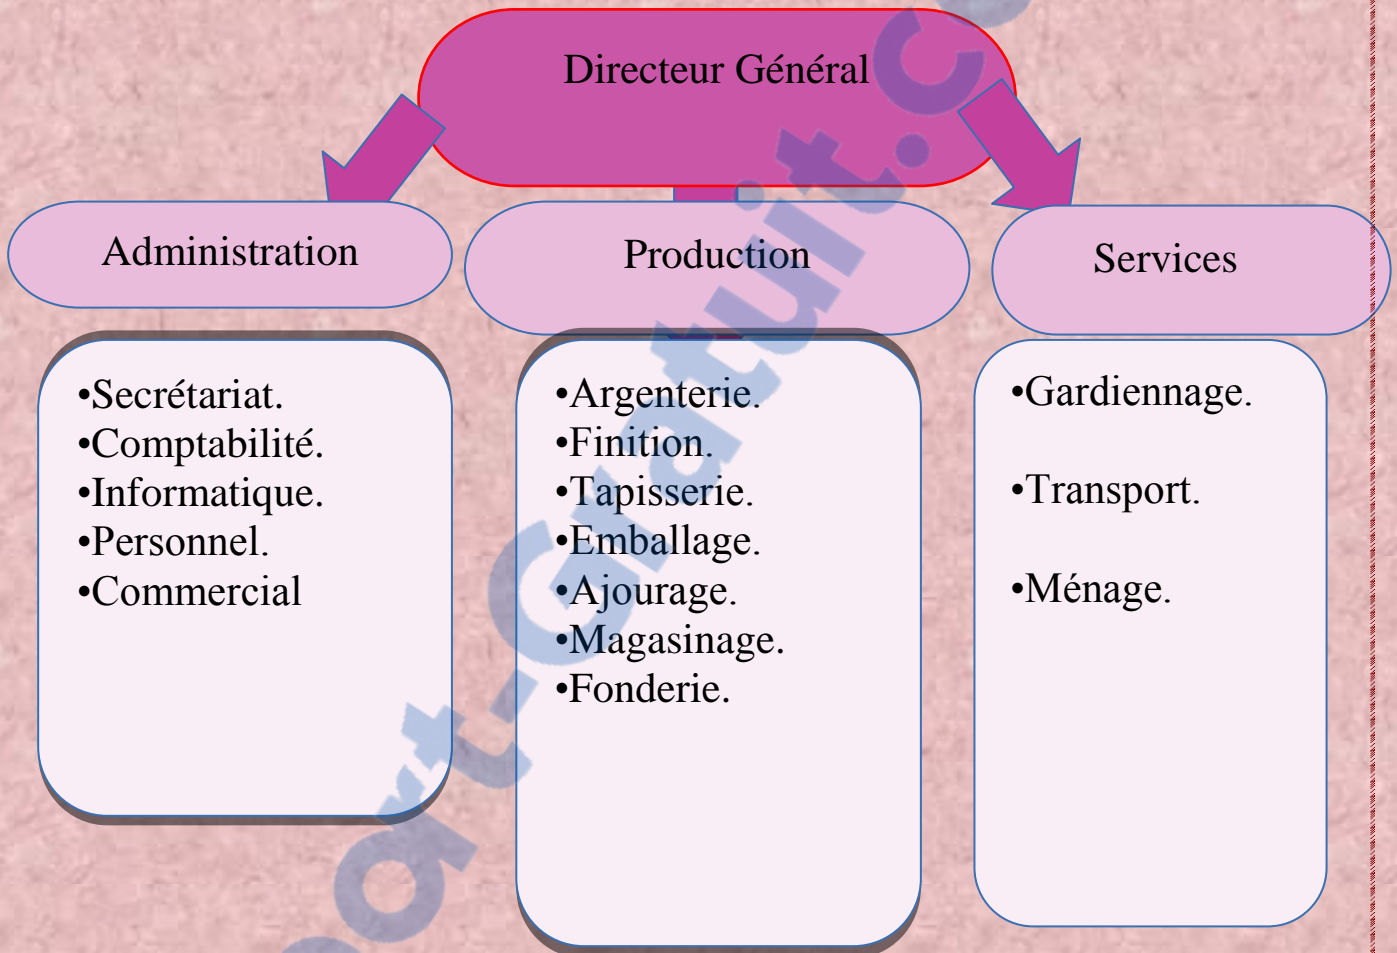 Directeur Général
Administration
Production
Services
•Secrétariat.
•Comptabilité.
•Informatique.
•Personnel.
•Commercial
•Argenterie.
•Finition.
•Tapisserie.
•Emballage.
•Ajourage.
•Magasinage.
•Fonderie.
•Gardiennage.
•Transport.
•Ménage.